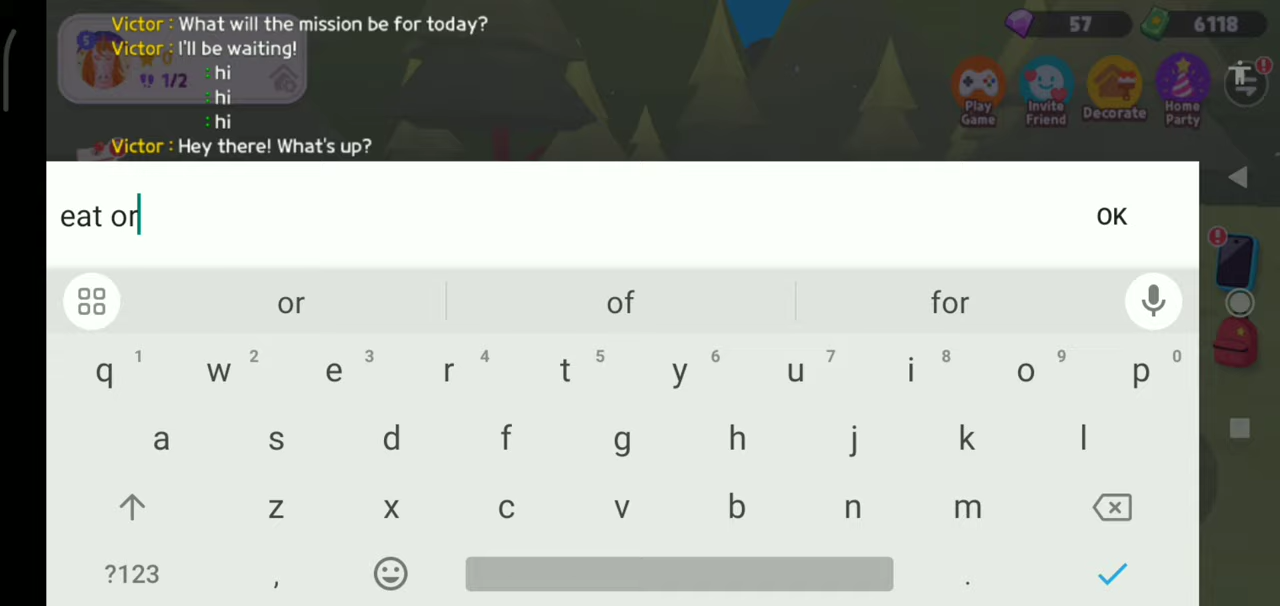 Victor : What will the mission be for today?
Victor : I'll be waiting!
: hi
: hi
: hi
Victor : Hey there! What's up?
5
1/2
57
6118
Play Game
Invite Friend
Decorate
Home Party
eat or
OK
or of for
q 1 w 2 e 3 r 4 t 5 y 6 u 7 i 8 o 9 p 0
a s d f g h j k l
z x c v b n m
?123 , .